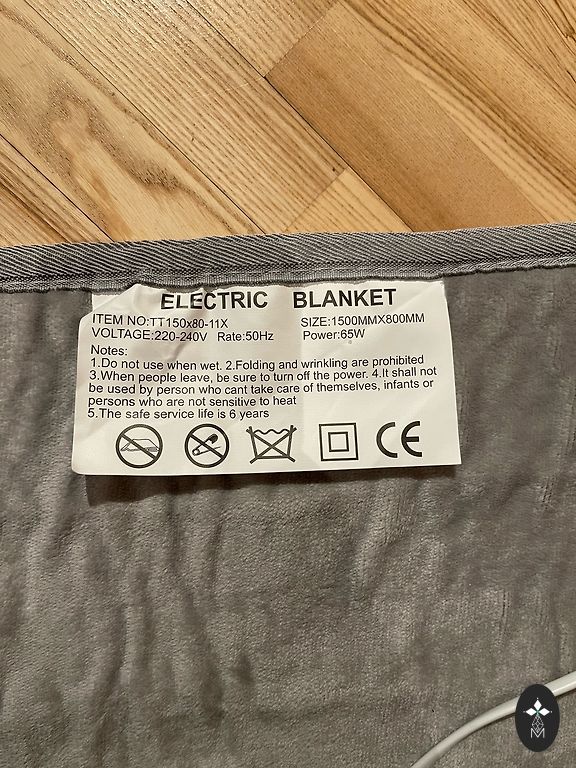 ELECTRIC BLANKET
ITEM NO:TT150x80-11X SIZE:1500MMX800MM
VOLTAGE:220-240V Rate:50Hz Power:65W
Notes:
1.Do not use when wet. 2.Folding and wrinkling are prohibited
3.When people leave, be sure to turn off the power. 4.It shall not
be used by person who cant take care of themselves, infants or
persons who are not sensitive to heat
5.The safe service life is 6 years
CE
M